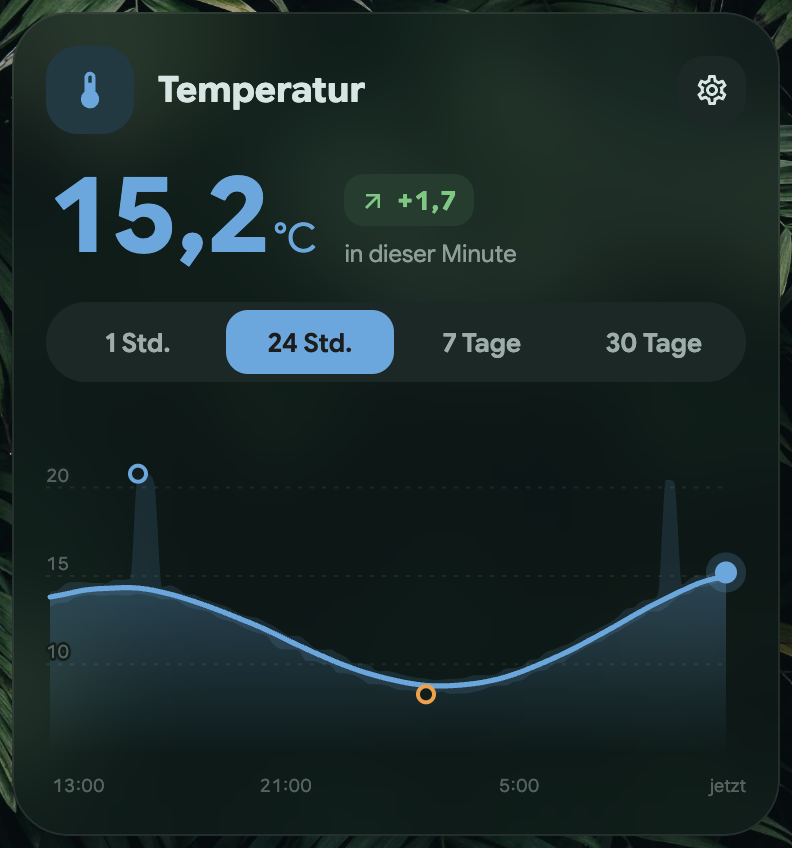 Temperatur
15,2 °C
+1,7
in dieser Minute
1 Std. 24 Std. 7 Tage 30 Tage
20
15
10
13:00 21:00 5:00 jetzt